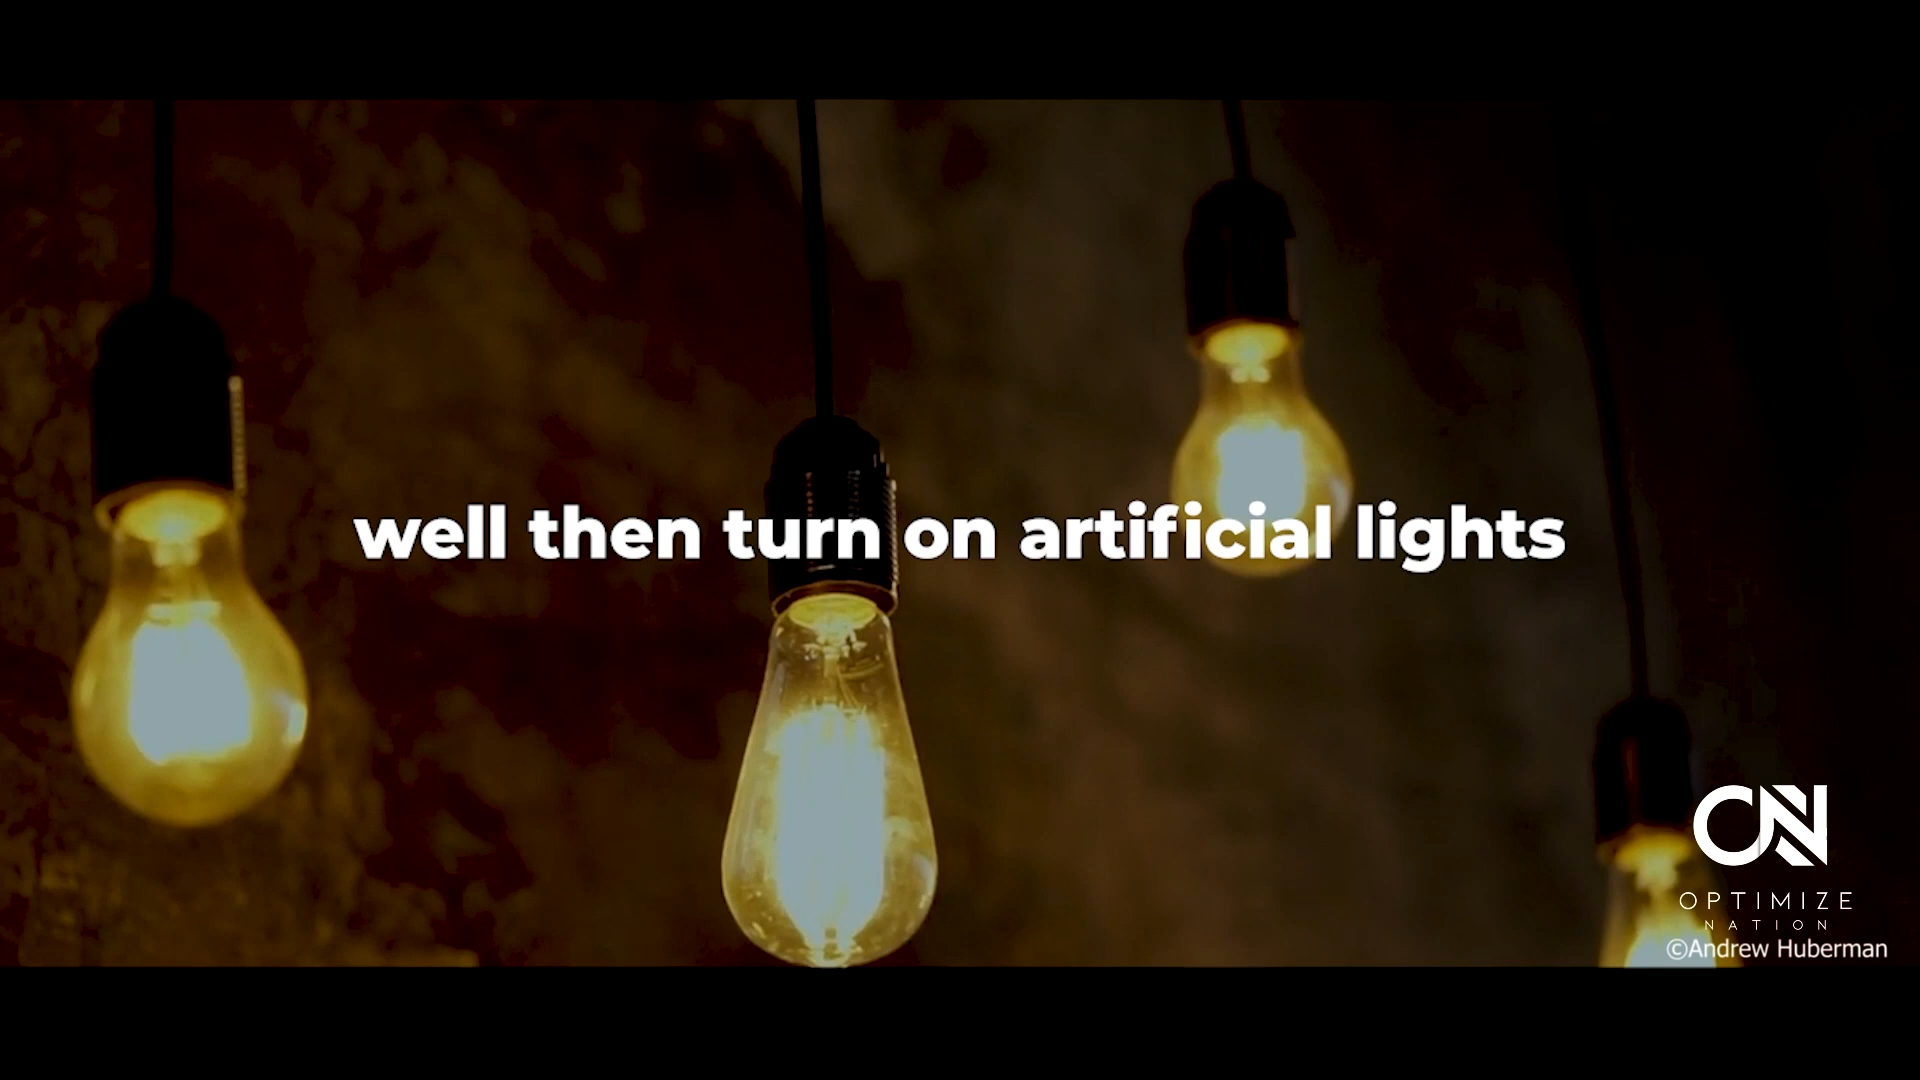 well then turn on artificial lights
ON
OPTIMIZE
NATION
©Andrew Huberman